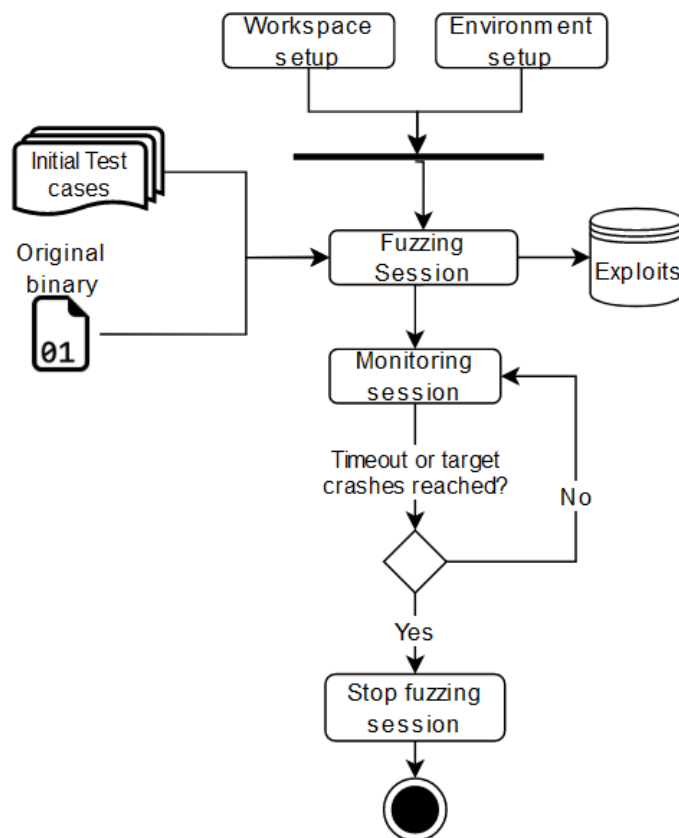 Workspace
setup
Environment
setup
Initial Test
cases
Original
binary
01
Fuzzing
Session
Exploits
Monitoring
session
Timeout or target
crashes reached?
No
Yes
Stop fuzzing
session